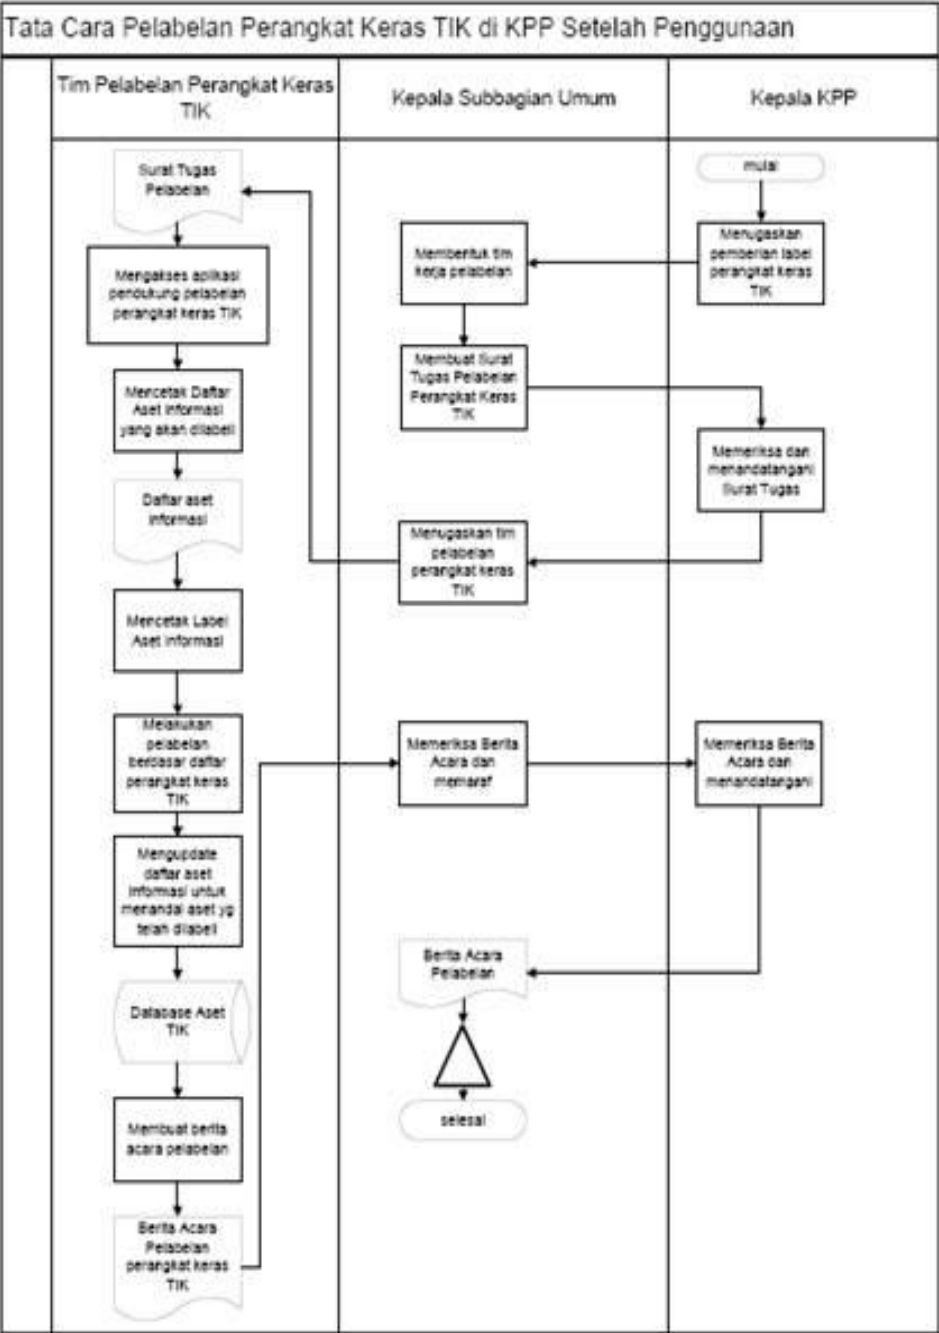 Tata Cara Pelabelan Perangkat Keras TIK di KPP Setelah Penggunaan
Tim Pelabelan Perangkat Keras
TIK
Kepala Subbagian Umum
Kepala KPP
mulai
Menugaskan
pemberian label
perangkat keras
TIK
Membentuk tim
kerja pelabelan
Membuat Surat
Tugas Pelabelan
Perangkat Keras
TIK
Memeriksa dan
menandatangani
Surat Tugas
Menugaskan tim
pelabelan
perangkat keras
TIK
Surat Tugas
Pelabelan
Mengakses aplikasi
pendukung pelabelan
perangkat keras TIK
Mencetak Daftar
Aset Informasi
yang akan dilabeli
Daftar aset
informasi
Mencetak Label
Aset Informasi
Melakukan
pelabelan
berdasar daftar
perangkat keras
TIK
Mengupdate
daftar aset
informasi untuk
menandai aset yg
telah dilabeli
Database Aset
TIK
Membuat berita
acara pelabelan
Berita Acara
Pelabelan
perangkat keras
TIK
Memeriksa Berita
Acara dan
memaraf
Memeriksa Berita
Acara dan
menandatangani
Berita Acara
Pelabelan
selesai